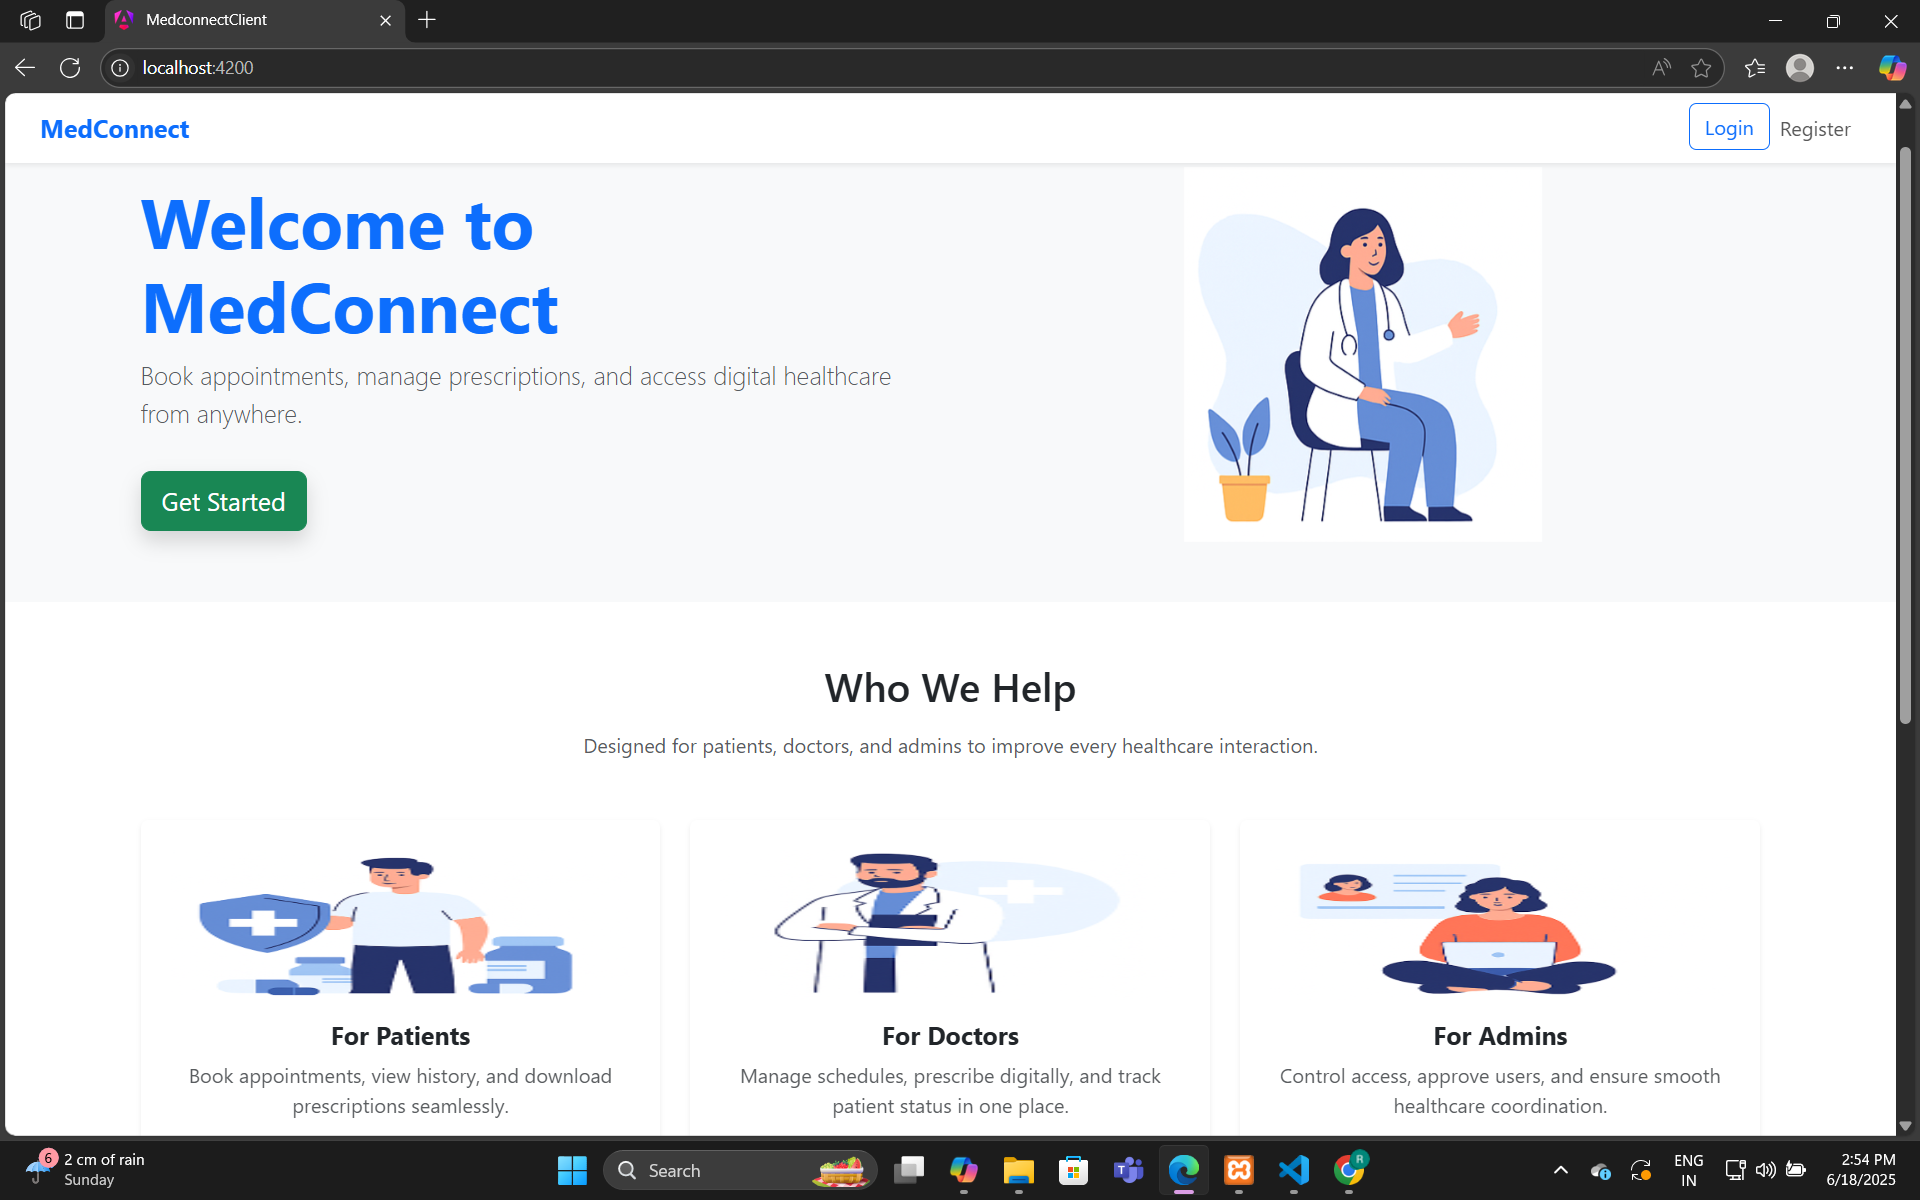 MedconnectClient
localhost:4200
MedConnect
Login
Register
Welcome to
MedConnect
Book appointments, manage prescriptions, and access digital healthcare
from anywhere.
Get Started
Who We Help
Designed for patients, doctors, and admins to improve every healthcare interaction.
For Patients
Book appointments, view history, and download
prescriptions seamlessly.
For Doctors
Manage schedules, prescribe digitally, and track
patient status in one place.
For Admins
Control access, approve users, and ensure smooth
healthcare coordination.
6
2 cm of rain
Sunday
Search
R
ENG
IN
2:54 PM
6/18/2025